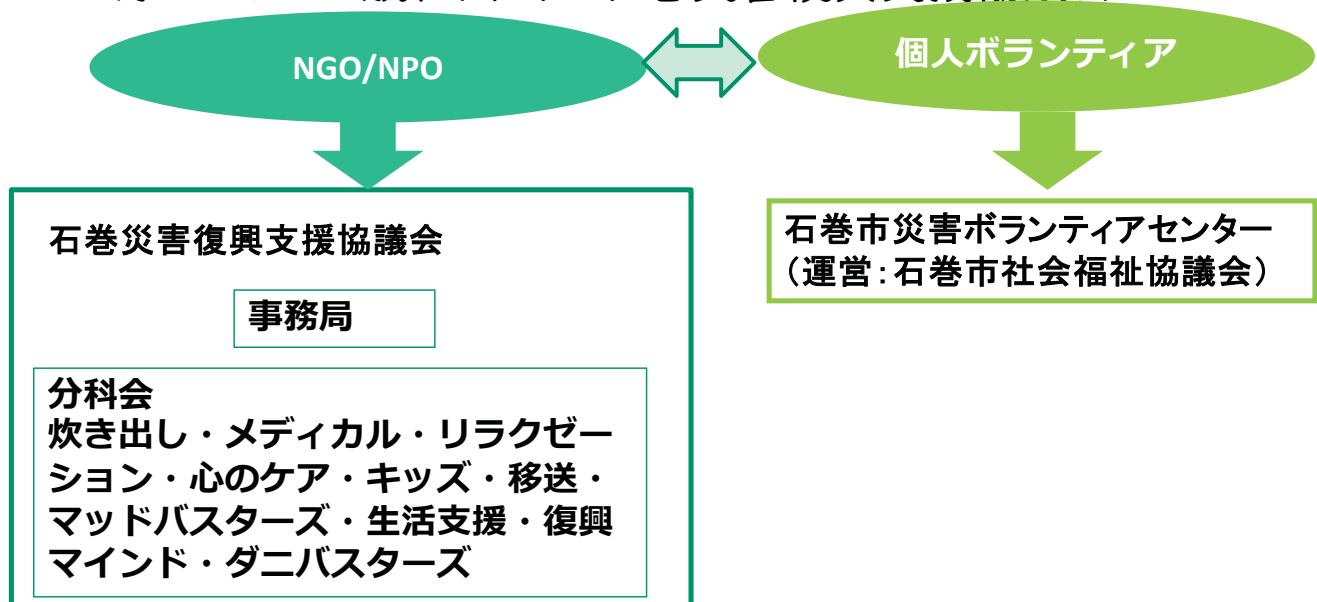 NGO/NPO
個人ボランティア
石巻災害復興支援協議会
事務局
分科会
炊き出し・メディカル・リラクゼー
ション・心のケア・キッズ・移送・
マッドバスターズ・生活支援・復興
マインド・ダニバスターズ
石巻市災害ボランティアセンター
（運営：石巻市社会福祉協議会）